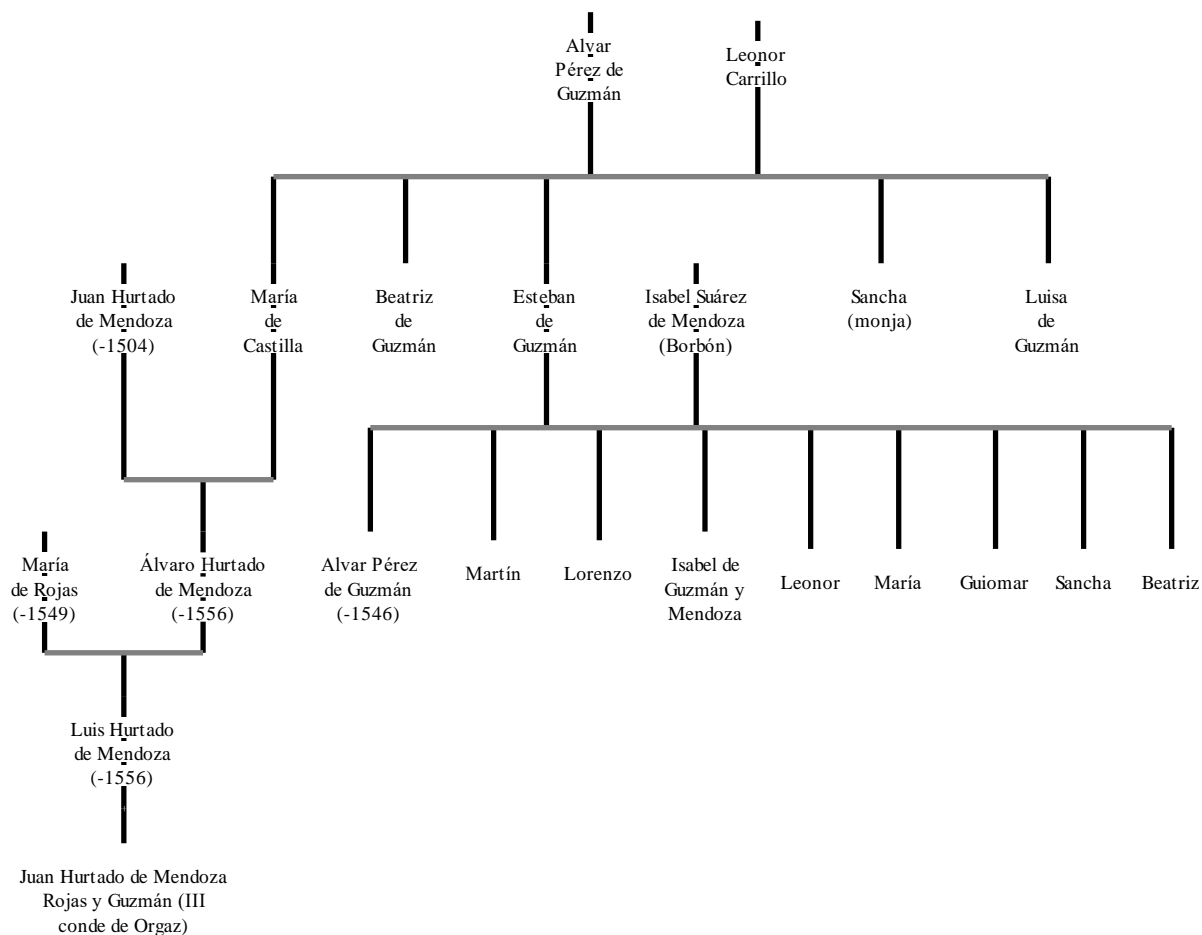 Alvar
Pérez de
Guzmán
Leonor
Carrillo
Juan Hurtado
de Mendoza
(-1504)
María
de
Castilla
Beatriz
de
Guzmán
Esteban
de
Guzmán
Isabel Suárez
de Mendoza
(Borbón)
Sancha
(monja)
Luisa
de
Guzmán
María
de Rojas
(-1549)
Álvaro Hurtado
de Mendoza
(-1556)
Alvar Pérez
de Guzmán
(-1546)
Martín
Lorenzo
Isabel de
Guzmán y
Mendoza
Leonor
María
Guiomar
Sancha
Beatriz
Luis Hurtado
de Mendoza
(-1556)
Juan Hurtado de Mendoza
Rojas y Guzmán (III
conde de Orgaz)